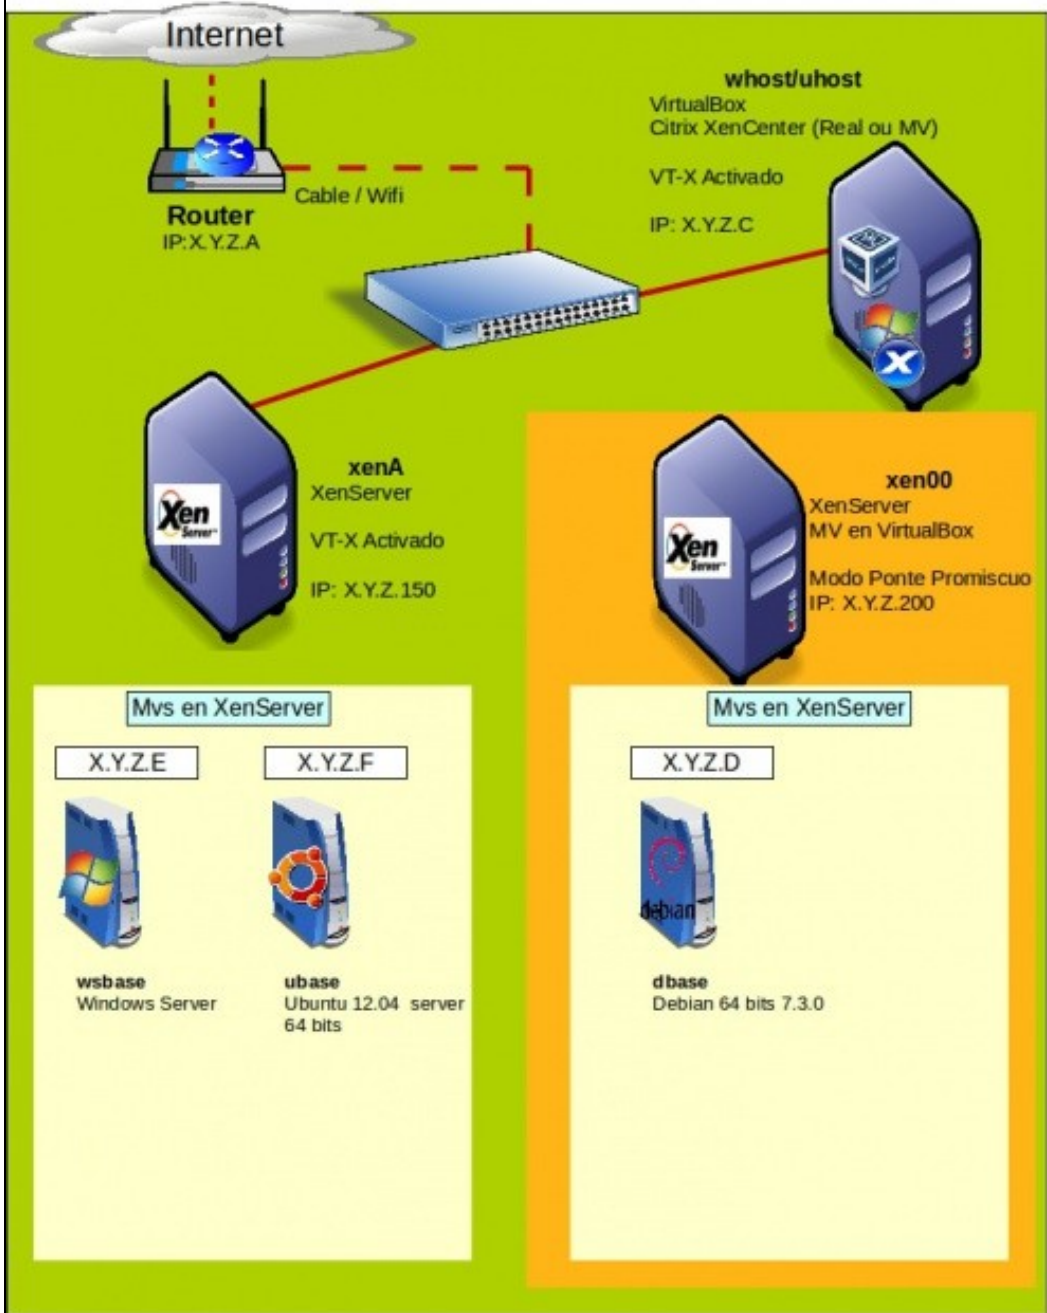 Internet
Router
IP:X.Y.Z.A
Cable / Wifi
whost/uhost
VirtualBox
Citrix XenCenter (Real ou MV)
VT-X Activado
IP: X.Y.Z.C
xenA
XenServer
VT-X Activado
IP: X.Y.Z.150
Xen
Server
xen00
XenServer
MV en VirtualBox
Modo Ponte Promiscuo
IP: X.Y.Z.200
Xen
Server
Mvs en XenServer
X.Y.Z.E
X.Y.Z.F
wsbase
Windows Server
ubase
Ubuntu 12.04 server
64 bits
Mvs en XenServer
X.Y.Z.D
debian
dbase
Debian 64 bits 7.3.0